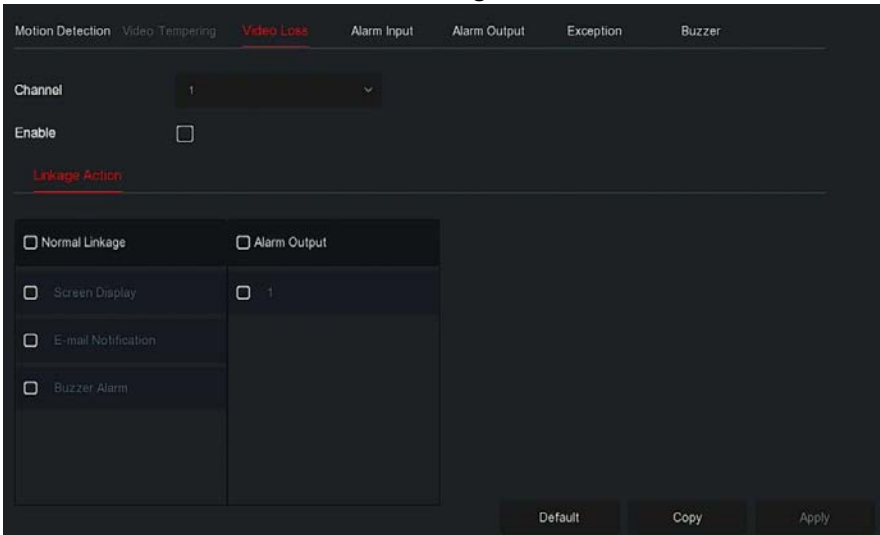 Motion Detection Video Tempering Video Loss Alarm Input Alarm Output Exception Buzzer
Channel 1
Enable
Linkage Action
Normal Linkage Alarm Output
Screen Display 1
E-mail Notification
Buzzer Alarm
Default Copy Apply